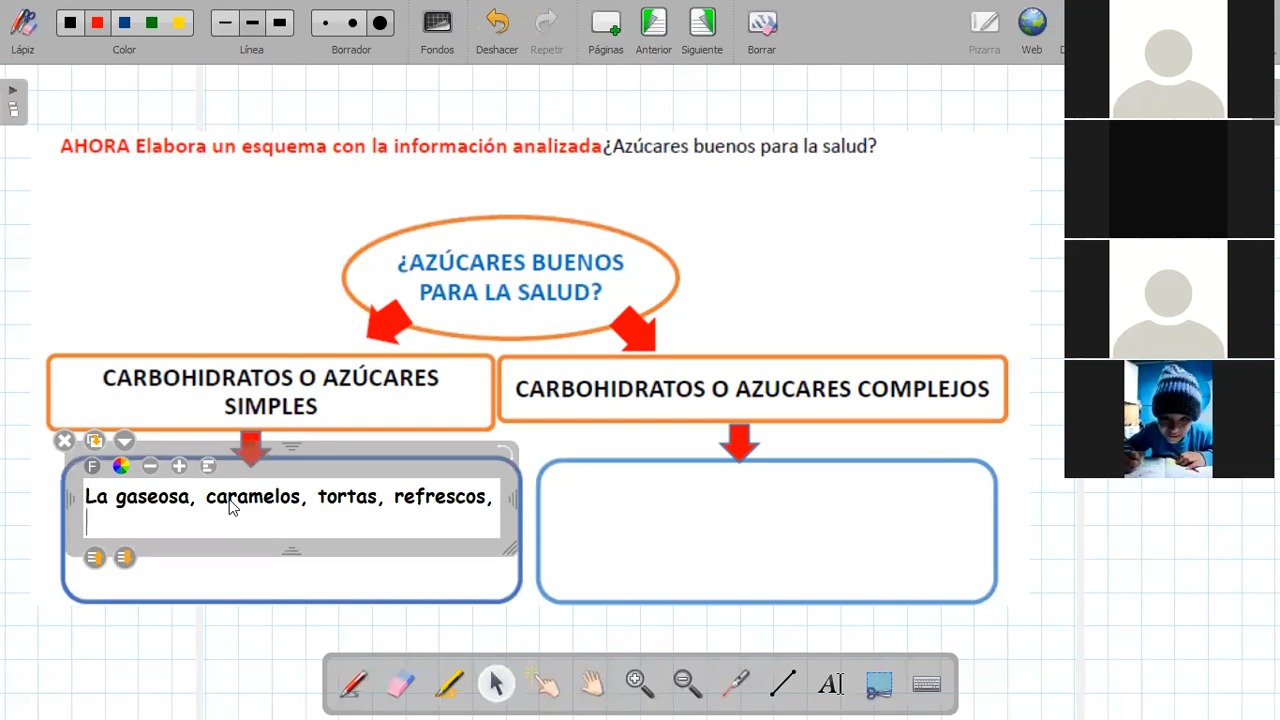 Lápiz
Color
Línea
Borrador
Fondos
Deshacer
Repetir
Páginas
Anterior
Siguiente
Borrar
Pizarra
Web
AHORA Elabora un esquema con la información analizada¿Azúcares buenos para la salud?
¿AZÚCARES BUENOS
PARA LA SALUD?
CARBOHIDRATOS O AZÚCARES
SIMPLES
CARBOHIDRATOS O AZUCARES COMPLEJOS
F
La gaseosa, caramelos, tortas, refrescos,
AI